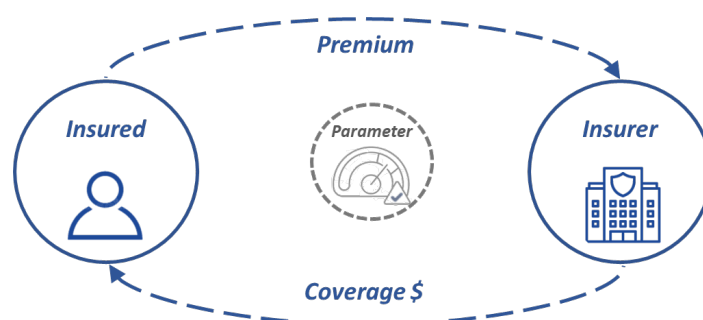 Premium
Insured
Parameter
Insurer
Coverage $